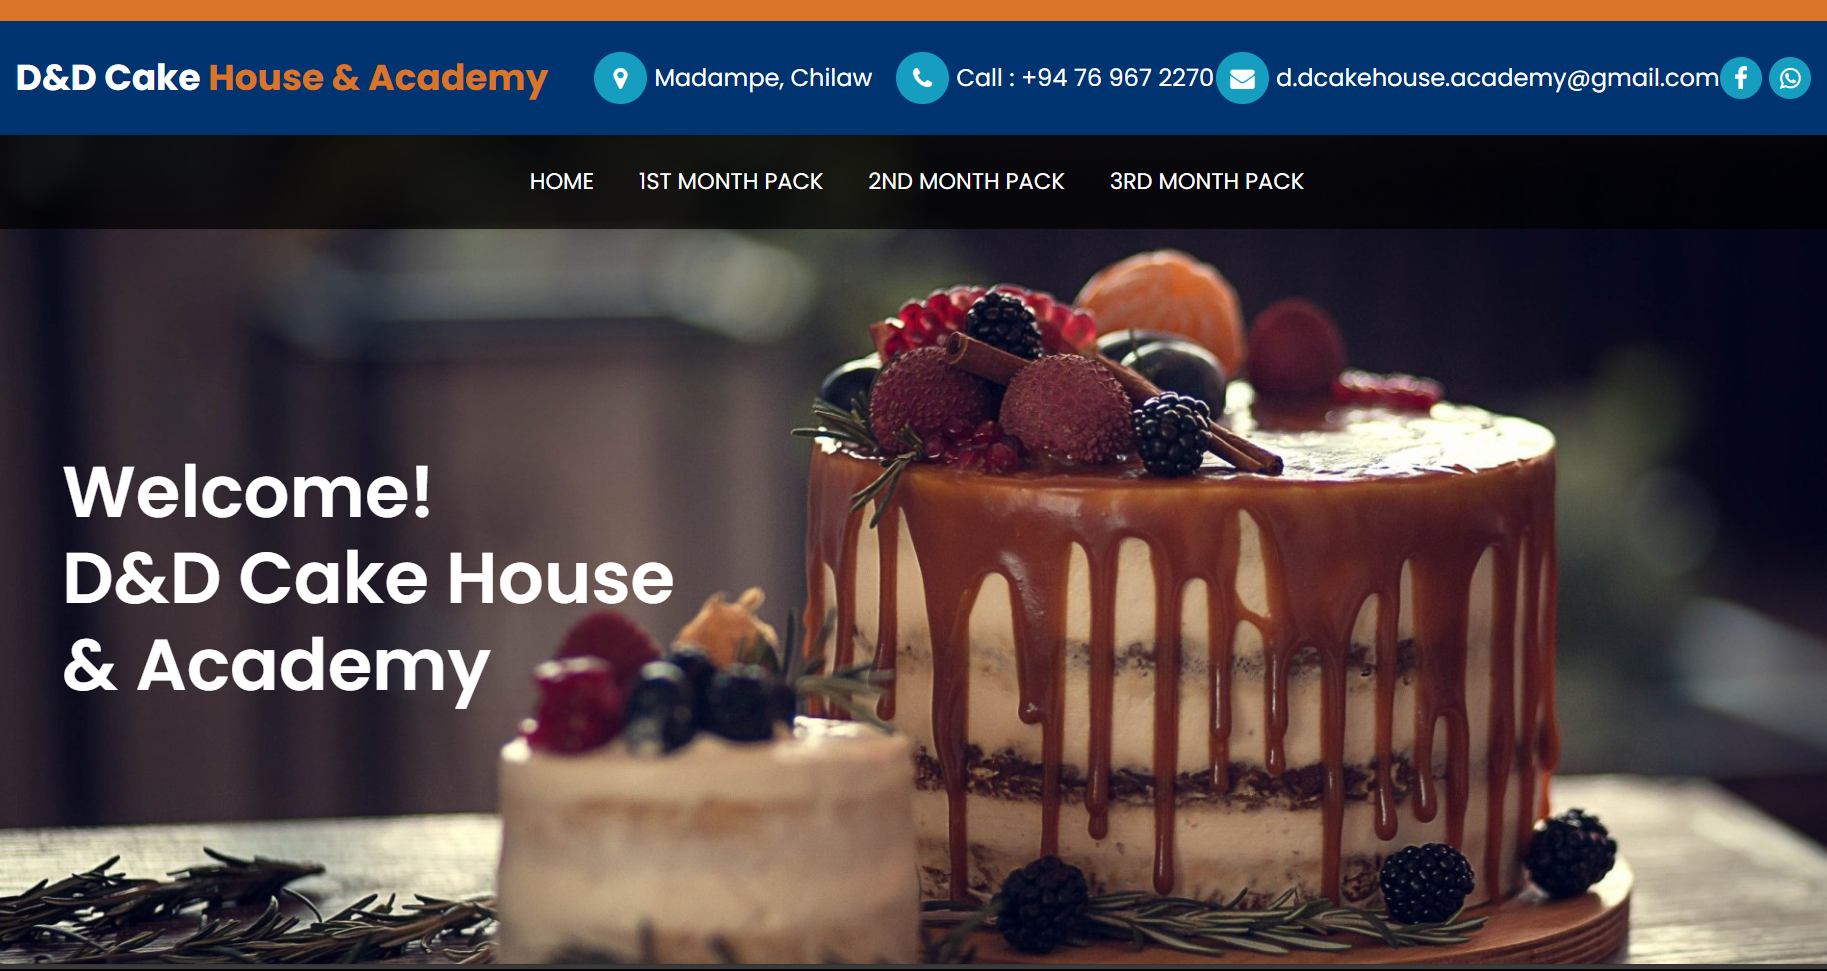 D&D Cake House & Academy
Madampe, Chilaw
Call : +94 76 967 2270
d.dcakehouse.academy@gmail.com
HOME 1ST MONTH PACK 2ND MONTH PACK 3RD MONTH PACK
Welcome!
D&D Cake House
& Academy